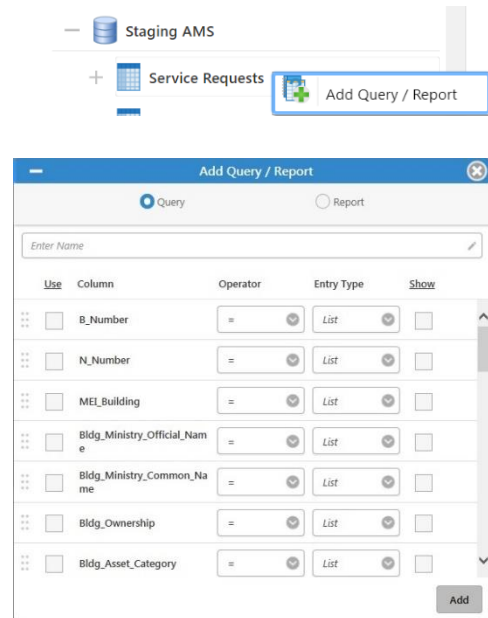 Staging AMS
Service Requests
Add Query / Report
Add Query / Report
Query Report
Enter Name
Use Column Operator Entry Type Show
B_Number = List
N_Number = List
MEI_Building = List
Bldg_Ministry_Official_Nam
e = List
Bldg_Ministry_Common_Na
me = List
Bldg_Ownership = List
Bldg_Asset_Category = List
Add